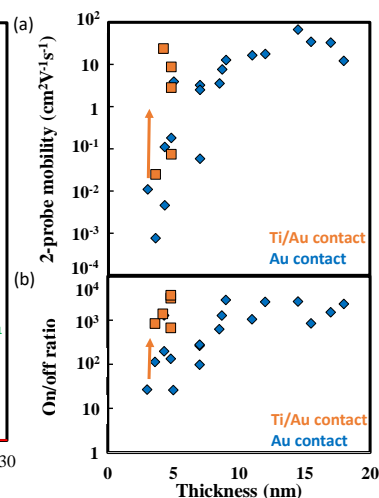 (a)
2-probe mobility (cm²V⁻¹s⁻¹)
10²
10
1
10⁻¹
10⁻²
10⁻³
10⁻⁴
Ti/Au contact
Au contact
(b)
On/off ratio
10⁴
10³
10²
10
1
Ti/Au contact
Au contact
30
0
5
10
15
20
Thickness (nm)